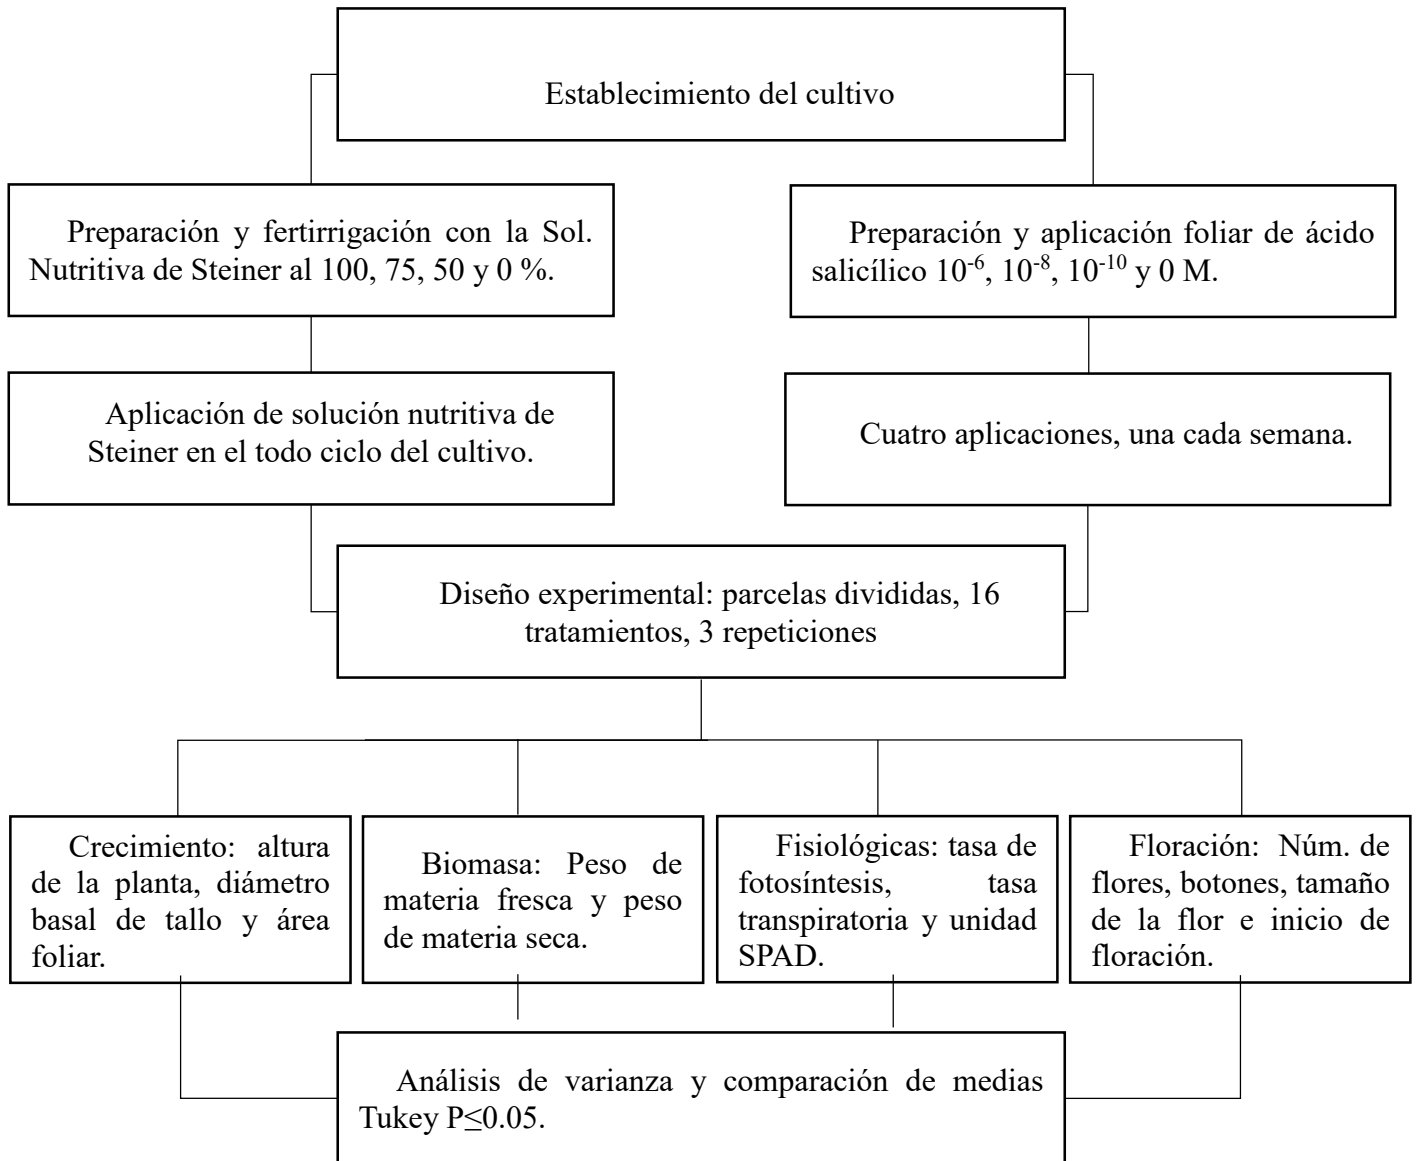 Establecimiento del cultivo
Preparación y fertirrigación con la Sol.
Nutritiva de Steiner al 100, 75, 50 y 0 %.
Preparación y aplicación foliar de ácido
salicílico 10⁻⁶, 10⁻⁸, 10⁻¹⁰ y 0 M.
Aplicación de solución nutritiva de
Steiner en el todo ciclo del cultivo.
Cuatro aplicaciones, una cada semana.
Diseño experimental: parcelas divididas, 16
tratamientos, 3 repeticiones
Crecimiento: altura
de la planta, diámetro
basal de tallo y área
foliar.
Biomasa: Peso de
materia fresca y peso
de materia seca.
Fisiológicas: tasa de
fotosíntesis, tasa
transpiratoria y unidad
SPAD.
Floración: Núm. de
flores, botones, tamaño
de la flor e inicio de
floración.
Análisis de varianza y comparación de medias
Tukey P≤0.05.